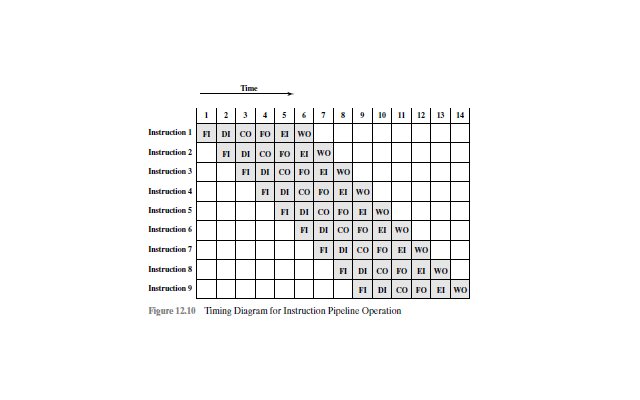 Time
1 2 3 4 5 6 7 8 9 10 11 12 13 14
Instruction 1 FI DI CO FO EI WO
Instruction 2 FI DI CO FO EI WO
Instruction 3 FI DI CO FO EI WO
Instruction 4 FI DI CO FO EI WO
Instruction 5 FI DI CO FO EI WO
Instruction 6 FI DI CO FO EI WO
Instruction 7 FI DI CO FO EI WO
Instruction 8 FI DI CO FO EI WO
Instruction 9 FI DI CO FO EI WO
Figure 12.10 Timing Diagram for Instruction Pipeline Operation